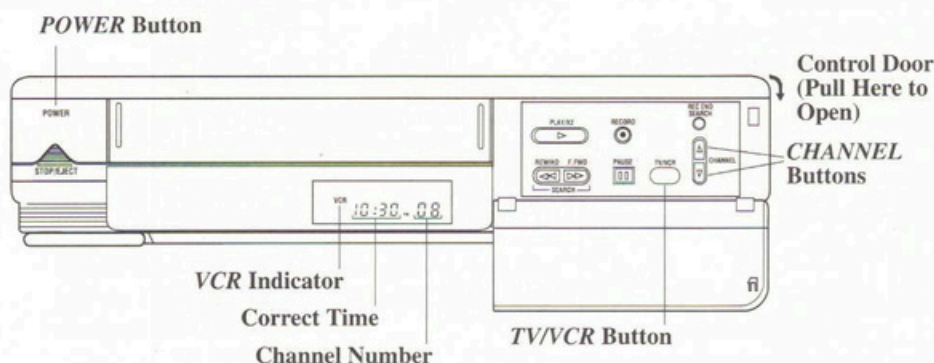 POWER Button
Control Door
(Pull Here to
Open)
POWER
PLAY/X2
RECORD
REC END
SEARCH
CHANNEL
CHANNEL
Buttons
STOP/EJECT
REWIND F.FWD
PAUSE
TV/VCR
SEARCH
VCR
10:30 08
VCR Indicator
Correct Time
Channel Number
TV/VCR Button